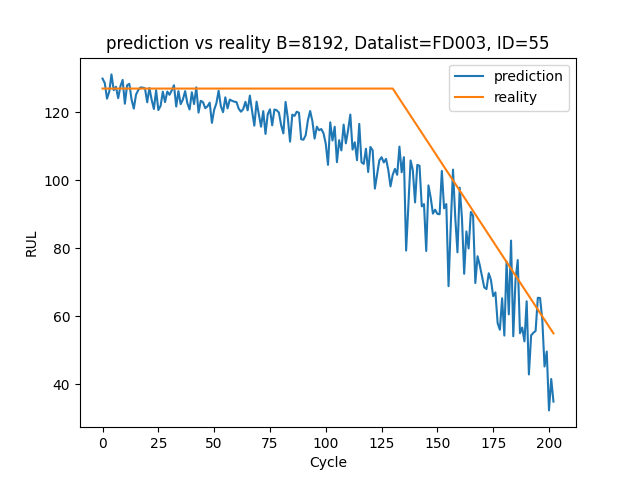 prediction vs reality B=8192, Datalist=FD003, ID=55
prediction
reality
RUL
120
100
80
60
40
0 25 50 75 100 125 150 175 200
Cycle